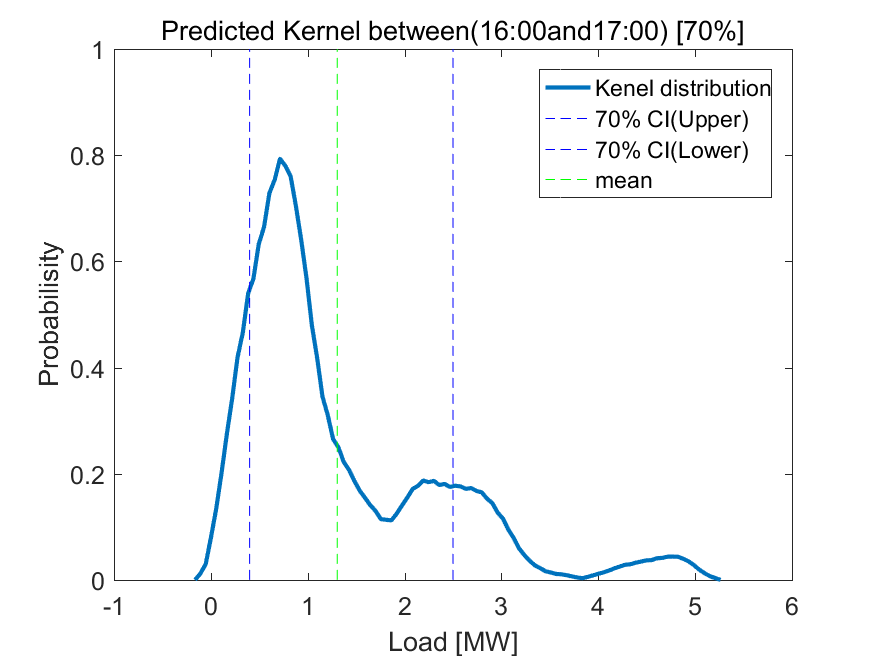 Predicted Kernel between(16:00and17:00) [70%]
Kenel distribution
70% CI(Upper)
70% CI(Lower)
mean
Probabilisity
1
0.8
0.6
0.4
0.2
0
-1 0 1 2 3 4 5 6
Load [MW]